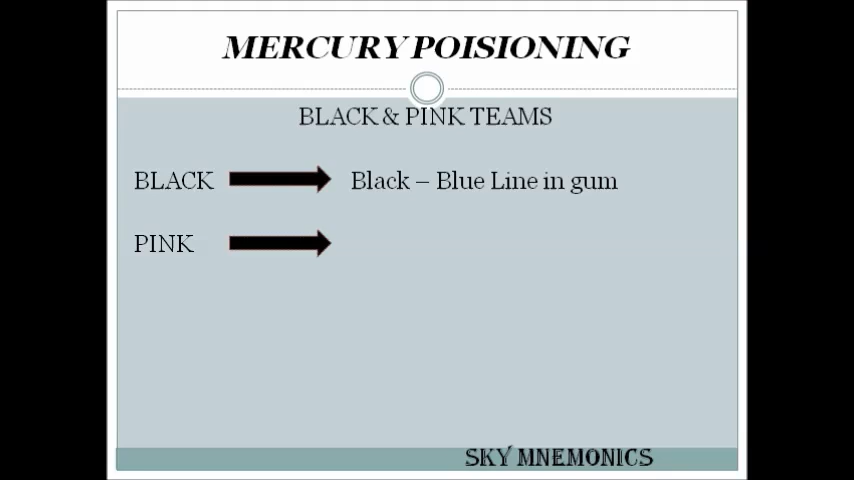 MERCURY POISIONING
BLACK & PINK TEAMS
BLACK Black – Blue Line in gum
PINK
SKY MNEMONICS